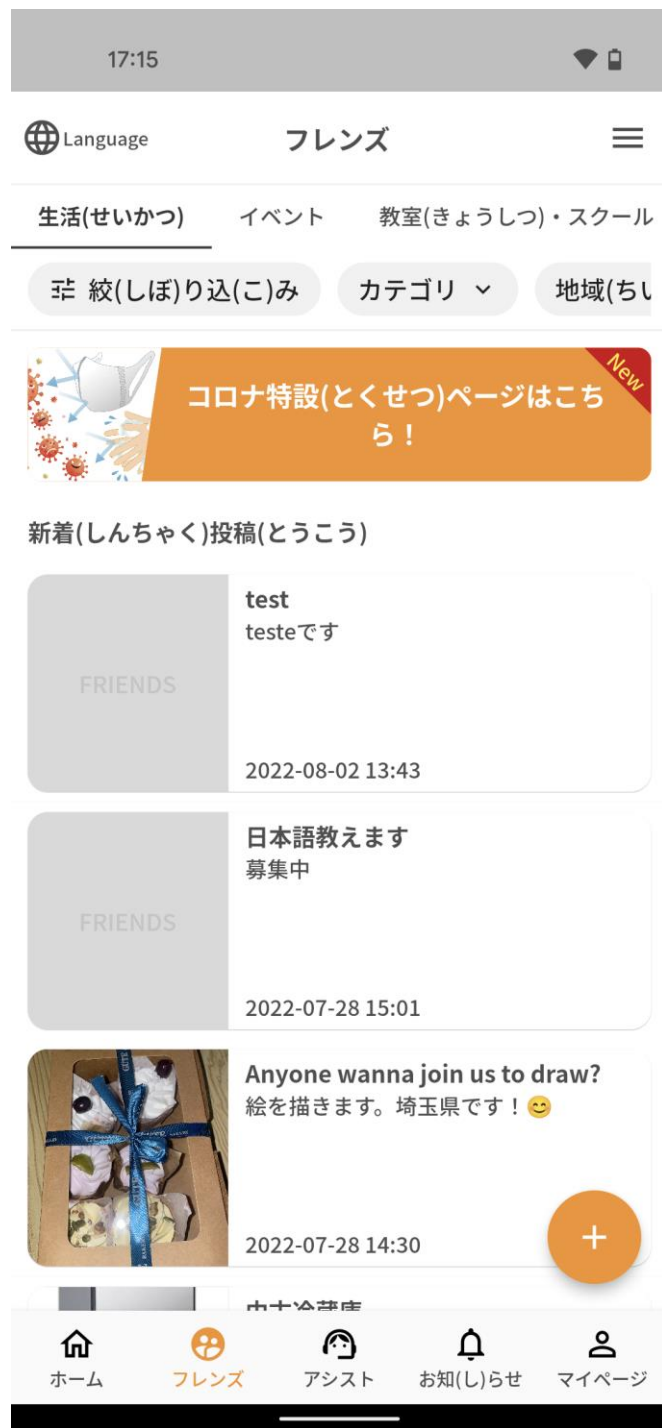 17:15
Language
フレンズ
生活(せいかつ)
イベント
教室(きょうしつ)・スクール
絞(しぼ)り込(こ)み
カテゴリ
地域(ちい
コロナ特設(とくせつ)ページはこち
ら！
New
新着(しんちゃく)投稿(とうこう)
FRIENDS
test
testeです
2022-08-02 13:43
FRIENDS
日本語教えます
募集中
2022-07-28 15:01
Anyone wanna join us to draw?
絵を描きます。埼玉県です！😊
2022-07-28 14:30
中古冷蔵庫
ホーム
フレンズ
アシスト
お知(し)らせ
マイページ